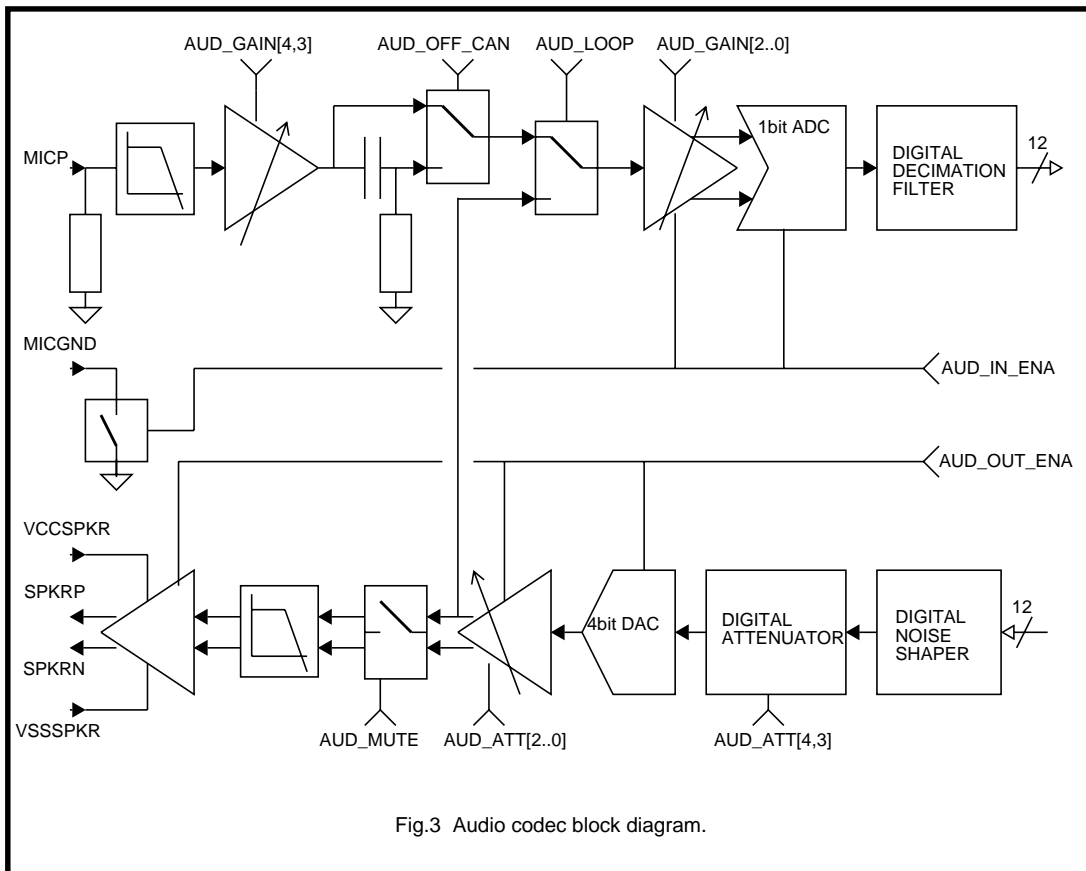 AUD_GAIN[4,3]
AUD_OFF_CAN
AUD_LOOP
AUD_GAIN[2..0]
MICP
1bit ADC
DIGITAL
DECIMATION
FILTER
12
MICGND
AUD_IN_ENA
AUD_OUT_ENA
VCCSPKR
SPKRP
SPKRN
VSSSPKR
4bit DAC
DIGITAL
ATTENUATOR
DIGITAL
NOISE
SHAPER
12
AUD_MUTE
AUD_ATT[2..0]
AUD_ATT[4,3]
Fig.3 Audio codec block diagram.